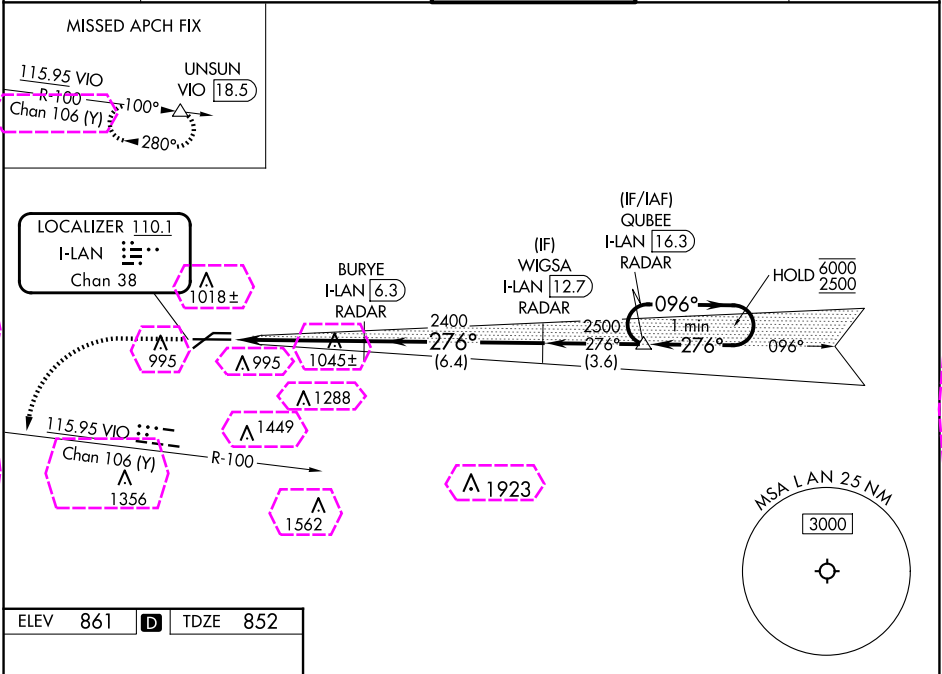 MISSED APCH FIX
115.95 VIO
R-100
Chan 106 (Y)
100°
280°
UNSUN
VIO 18.5
LOCALIZER 110.1
I-LAN
Chan 38
1018 ±
995
995
1045±
1288
1449
BURYE
I-LAN 6.3
RADAR
(IF)
WIGSA
I-LAN 12.7
RADAR
(IF/IAF)
QUBEE
I-LAN 16.3
RADAR
HOLD 6000
2500
096°
1 min
276°
096°
2400
276°
(6.4)
2500
276°
(3.6)
115.95 VIO
Chan 106 (Y)
R-100
1356
1562
1923
MSA LAN 25 NM
3000
ELEV 861 D TDZE 852